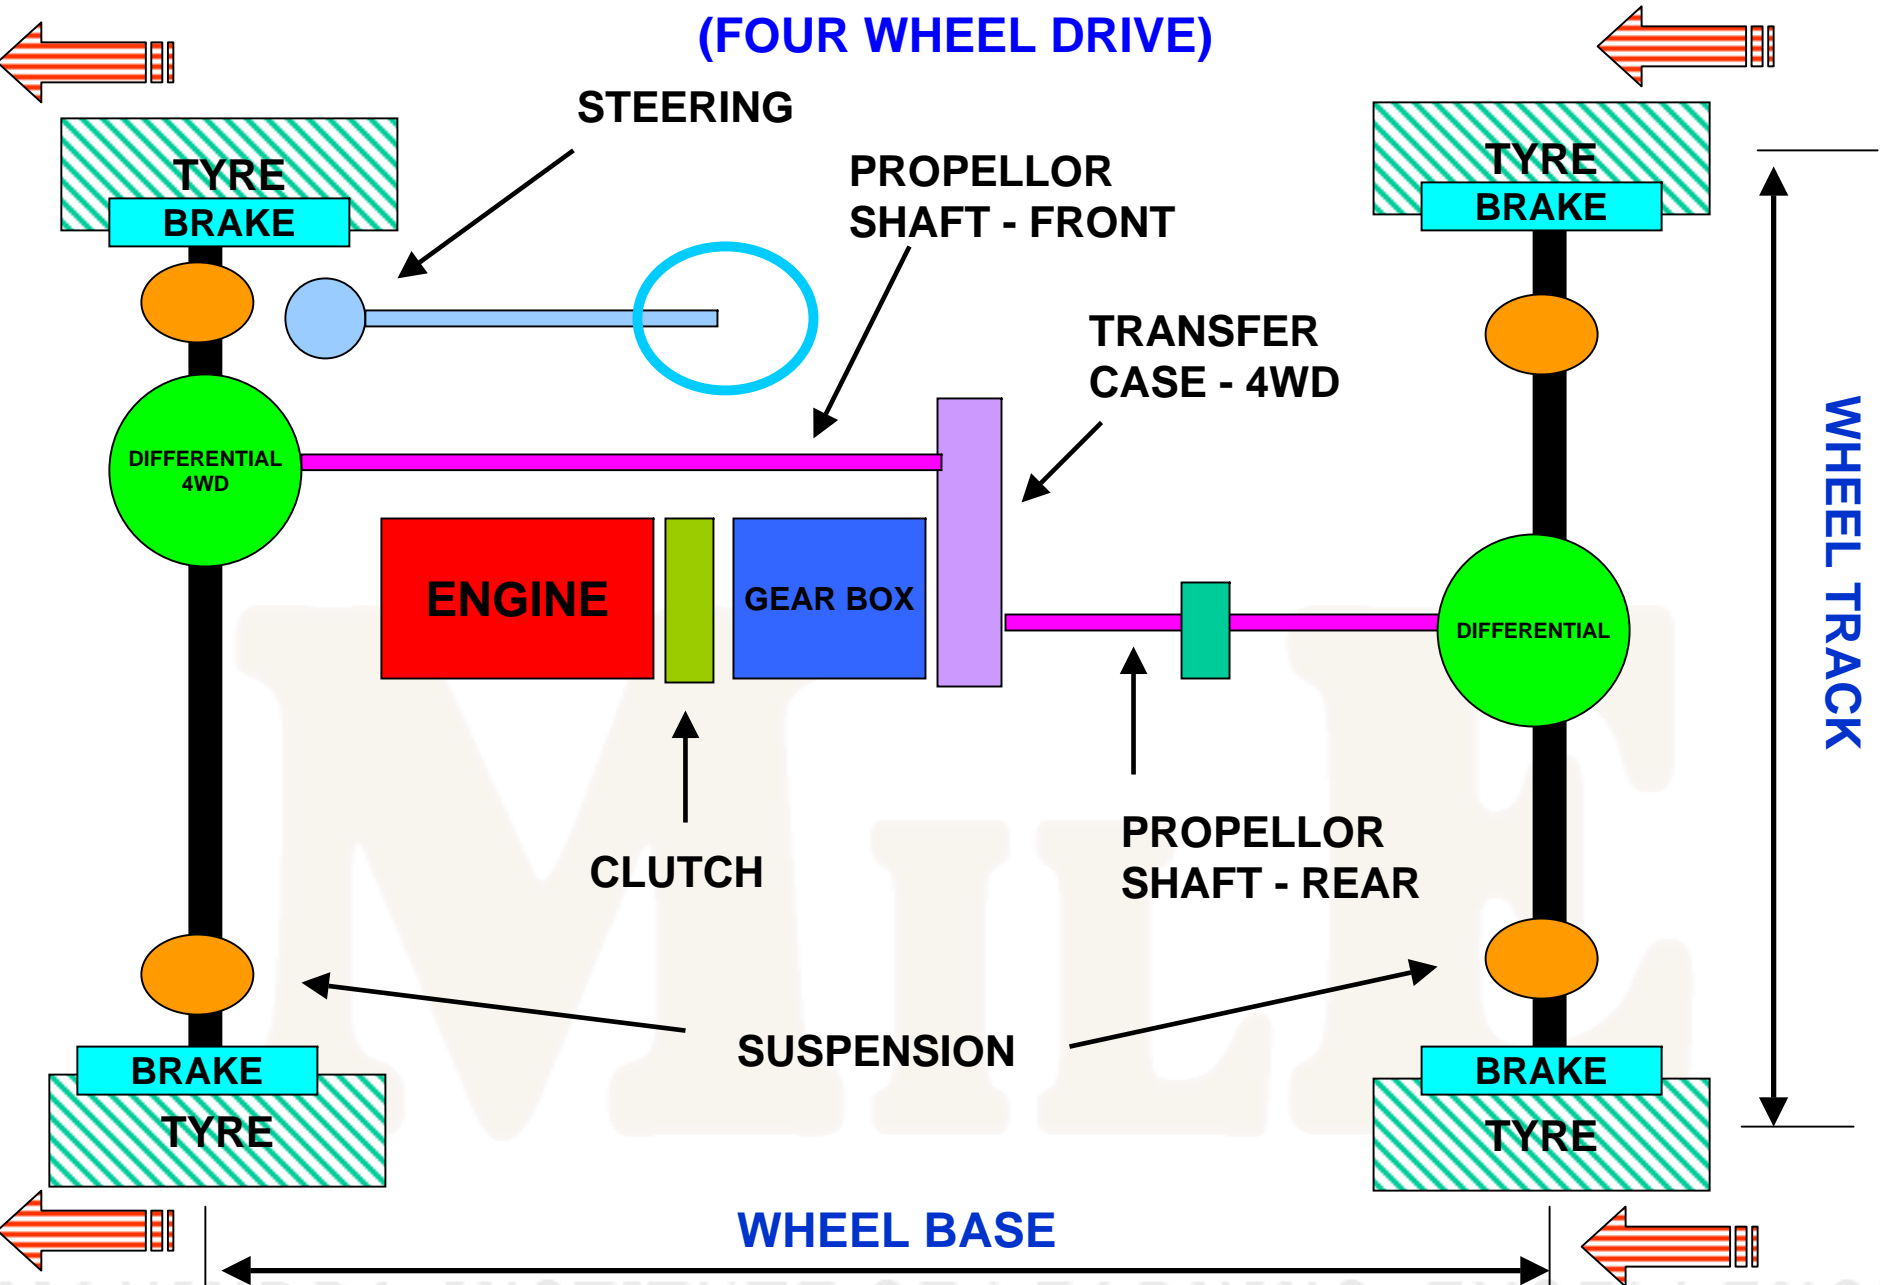 (FOUR WHEEL DRIVE)
STEERING
TYRE
BRAKE
PROPELLOR
SHAFT - FRONT
TYRE
BRAKE
TRANSFER
CASE - 4WD
DIFFERENTIAL
4WD
WHEEL TRACK
ENGINE
GEAR BOX
DIFFERENTIAL
CLUTCH
PROPELLOR
SHAFT - REAR
SUSPENSION
BRAKE
TYRE
BRAKE
TYRE
WHEEL BASE
MILE